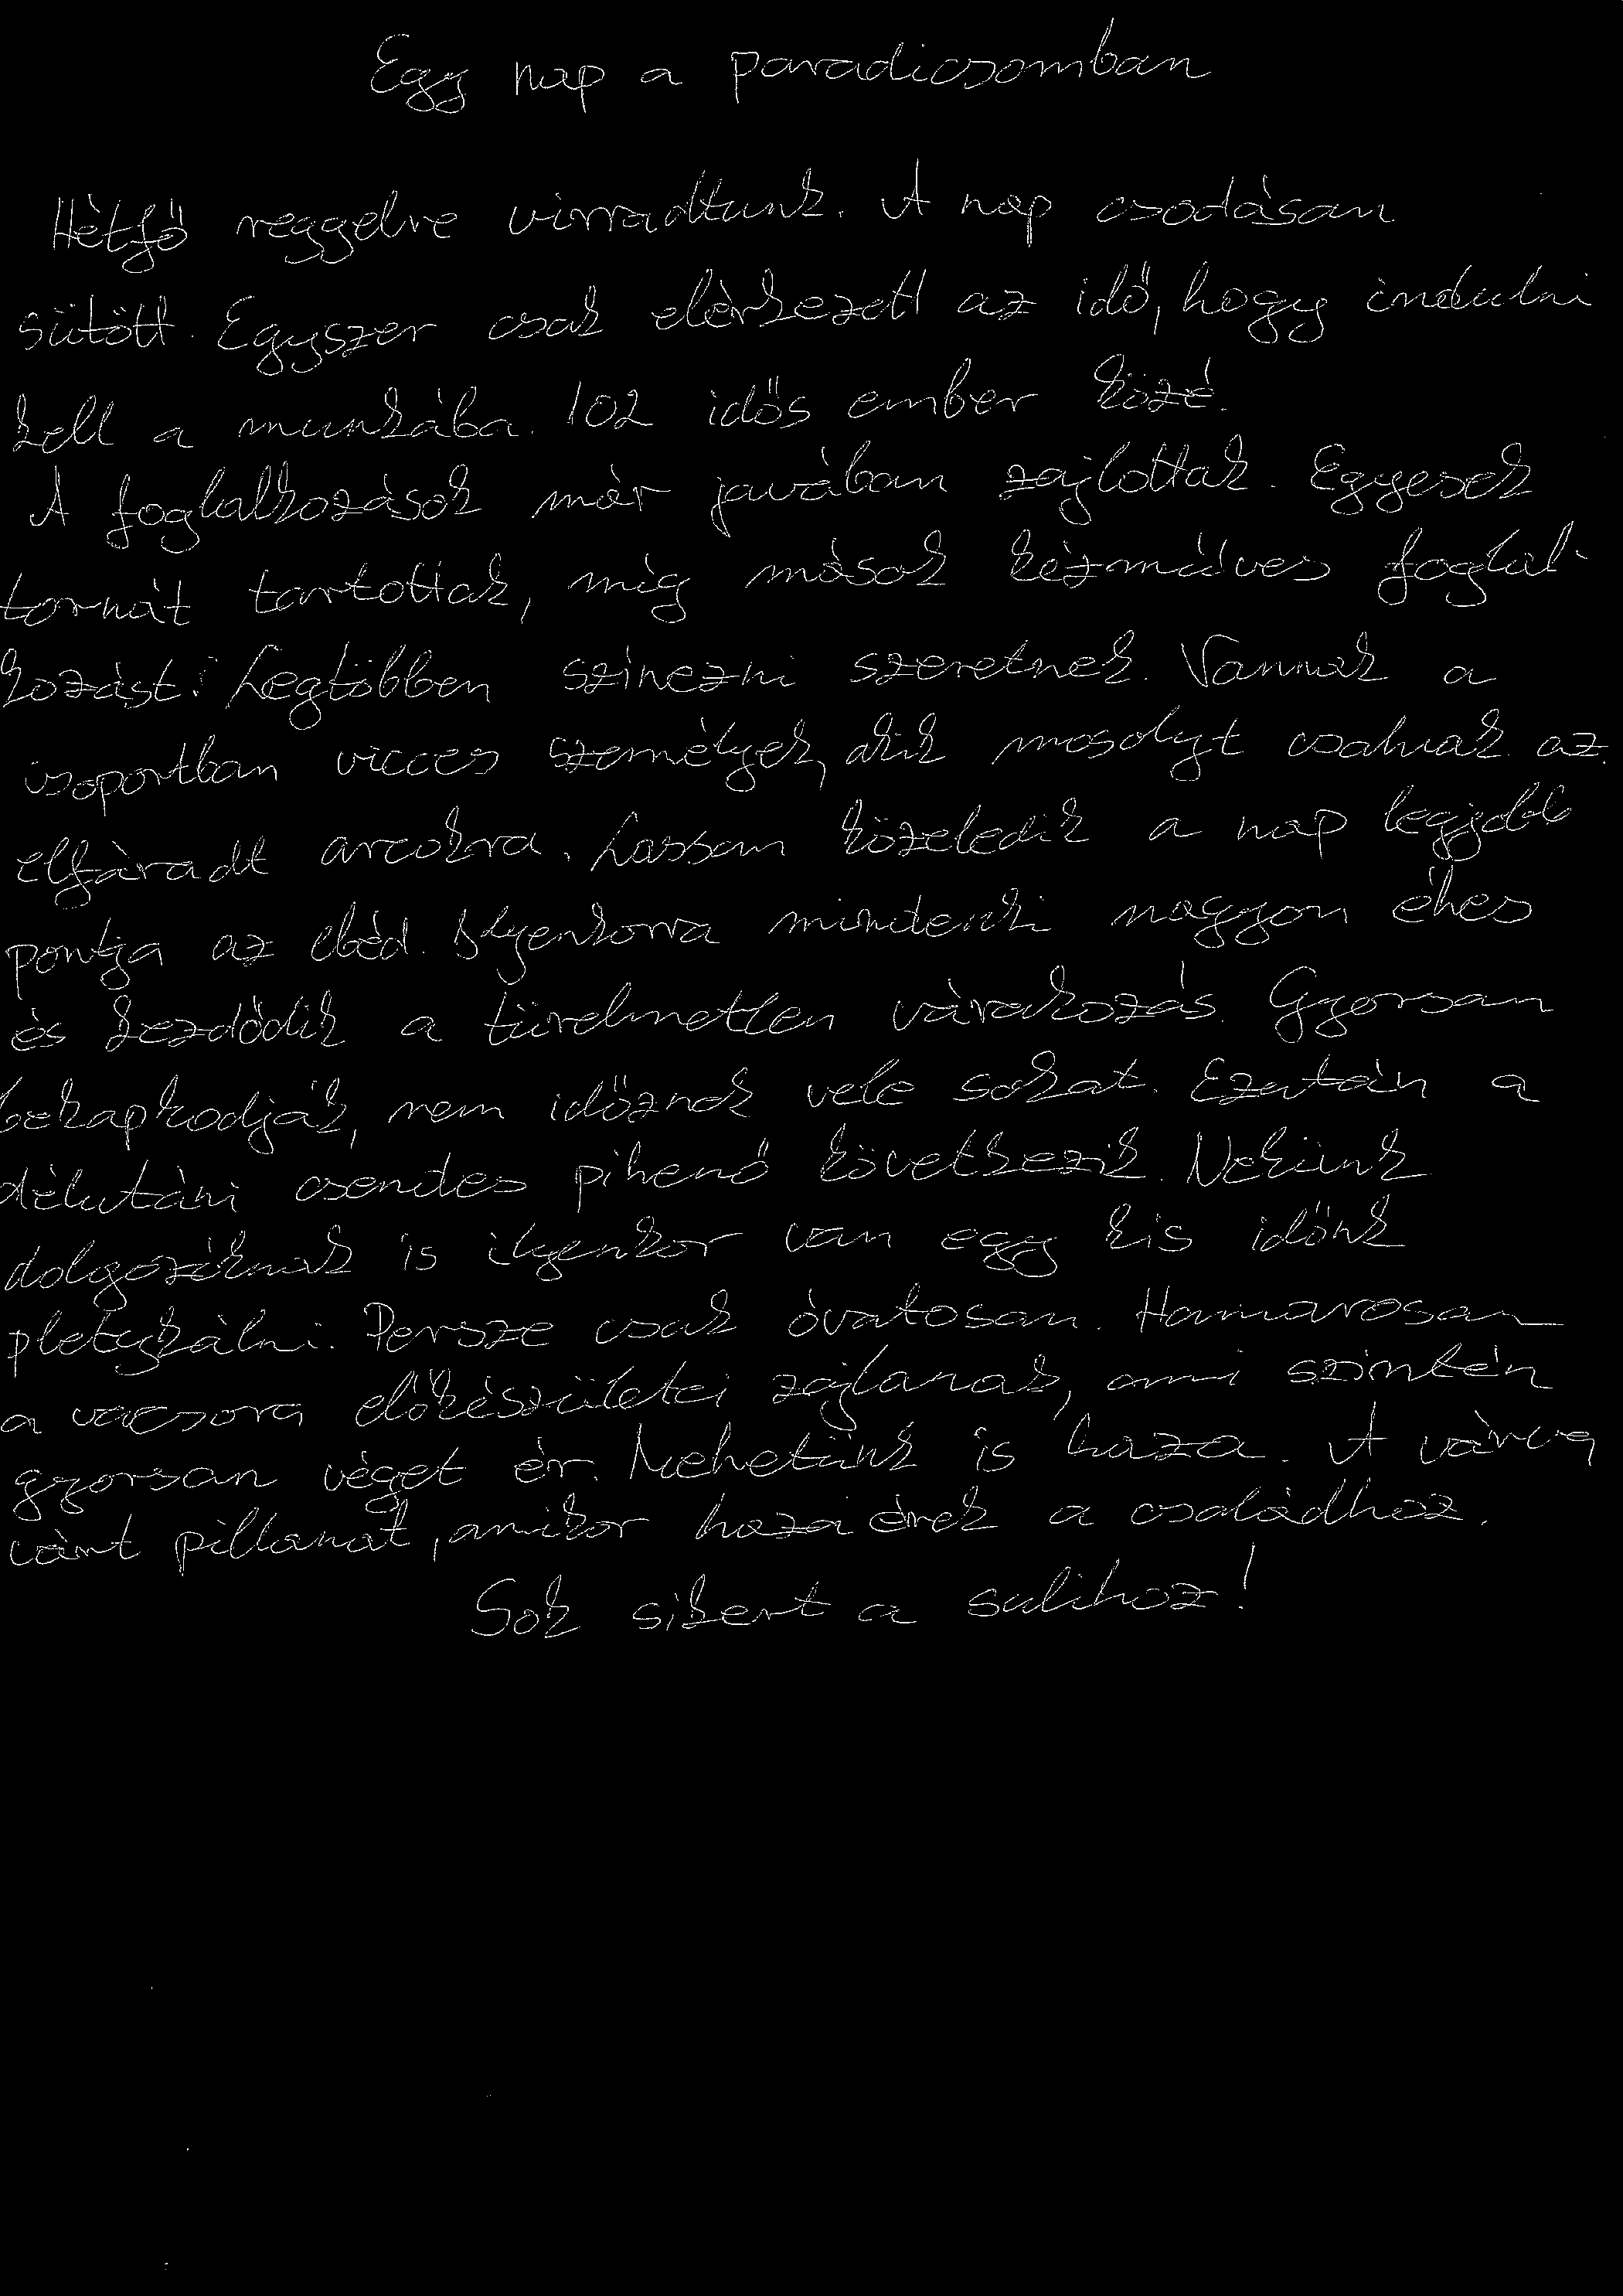 Egy nap a paradicsomban
Hétfő reggelre virradtunk. A nap csodásan
sütött. Egyszer csak elérkezett az idő, hogy indulni
kell a munkába. 102 idős ember közé.
A foglalkozások már javában zajlottak. Egyesek
tornát tartottak, míg mások kézműves foglal-
kozást. Legtöbben színezni szeretnek. Vannak a
csoportban vicces személyek, akik mosolyt csalnak az
elfáradt arcokra. Lassan közeledik a nap legjobb
pontja az ebéd. Ilyenkorra mindenki nagyon éhes
és kezdődik a türelmetlen várakozás. Gyorsan
bekapkodják, nem időznek vele sokat. Ezután a
délutáni csendes pihenő következik. Nekünk
dolgozóknak is ilyenkor van egy kis időnk
pletykálni. Persze csak óvatosan. Hamarosan
a vacsora előkészületei zajlanak, ami szintén
gyorsan véget ér. Mehetünk is haza. A várva
várt pillanat, amikor haza érek a családhoz.
Sok sikert a sulihoz!